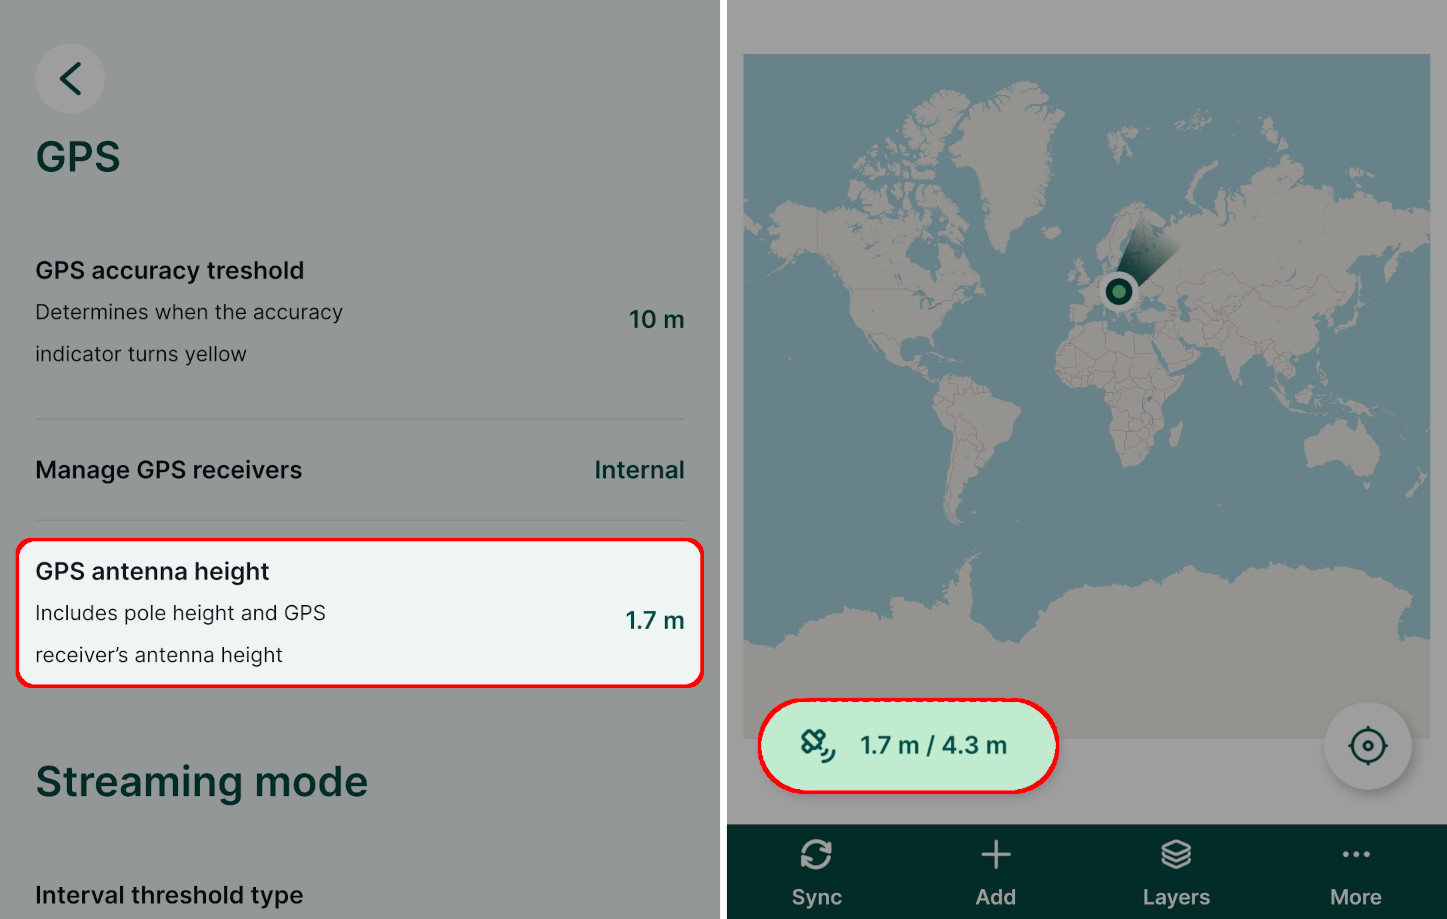 GPS
GPS accuracy treshold
Determines when the accuracy
indicator turns yellow
10 m
Manage GPS receivers
Internal
GPS antenna height
Includes pole height and GPS
receiver’s antenna height
1.7 m
Streaming mode
Interval threshold type
1.7 m / 4.3 m
Sync
Add
Layers
More